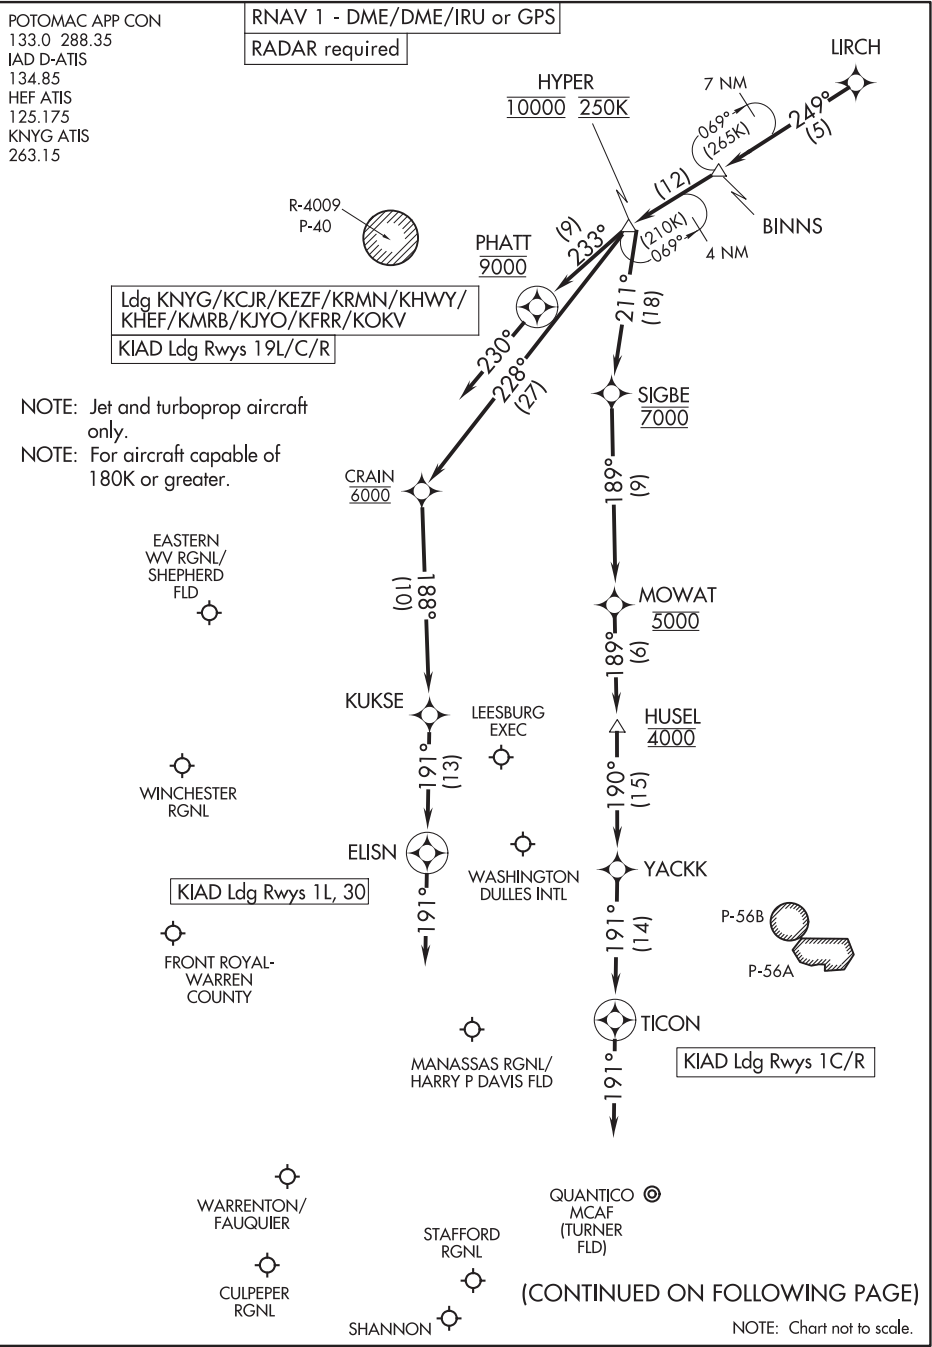 POTOMAC APP CON
133.0 288.35
IAD D-ATIS
134.85
HEF ATIS
125.175
KNYG ATIS
263.15
RNAV 1 - DME/DME/IRU or GPS
RADAR required
LIRCH
HYPER
10000 250K
7 NM
069°
(265K)
249°
(5)
(12)
BINNS
(210K)
069°
4 NM
R-4009
P-40
PHATT
9000
(9)
233°
Ldg KNYG/KCJR/KEZF/KRMN/KHWY/
KHEF/KMRB/KJYO/KFRR/KOKV
KIAD Ldg Rwys 19L/C/R
230°
228°
(27)
211°
(18)
NOTE: Jet and turboprop aircraft
only.
NOTE: For aircraft capable of
180K or greater.
SIGBE
7000
CRAIN
6000
189°
(9)
EASTERN
WV RGNL/
SHEPHERD
FLD
188°
(10)
MOWAT
5000
189°
(6)
KUKSE
LEESBURG
EXEC
HUSEL
4000
WINCHESTER
RGNL
191°
(13)
190°
(15)
ELISN
WASHINGTON
DULLES INTL
YACKK
KIAD Ldg Rwys 1L, 30
191°
191°
(14)
P-56B
P-56A
FRONT ROYAL-
WARREN
COUNTY
TICON
MANASSAS RGNL/
HARRY P DAVIS FLD
KIAD Ldg Rwys 1C/R
191°
WARRENTON/
FAUQUIER
QUANTICO
MCAF
(TURNER
FLD)
STAFFORD
RGNL
CULPEPER
RGNL
SHANNON
(CONTINUED ON FOLLOWING PAGE)
NOTE: Chart not to scale.